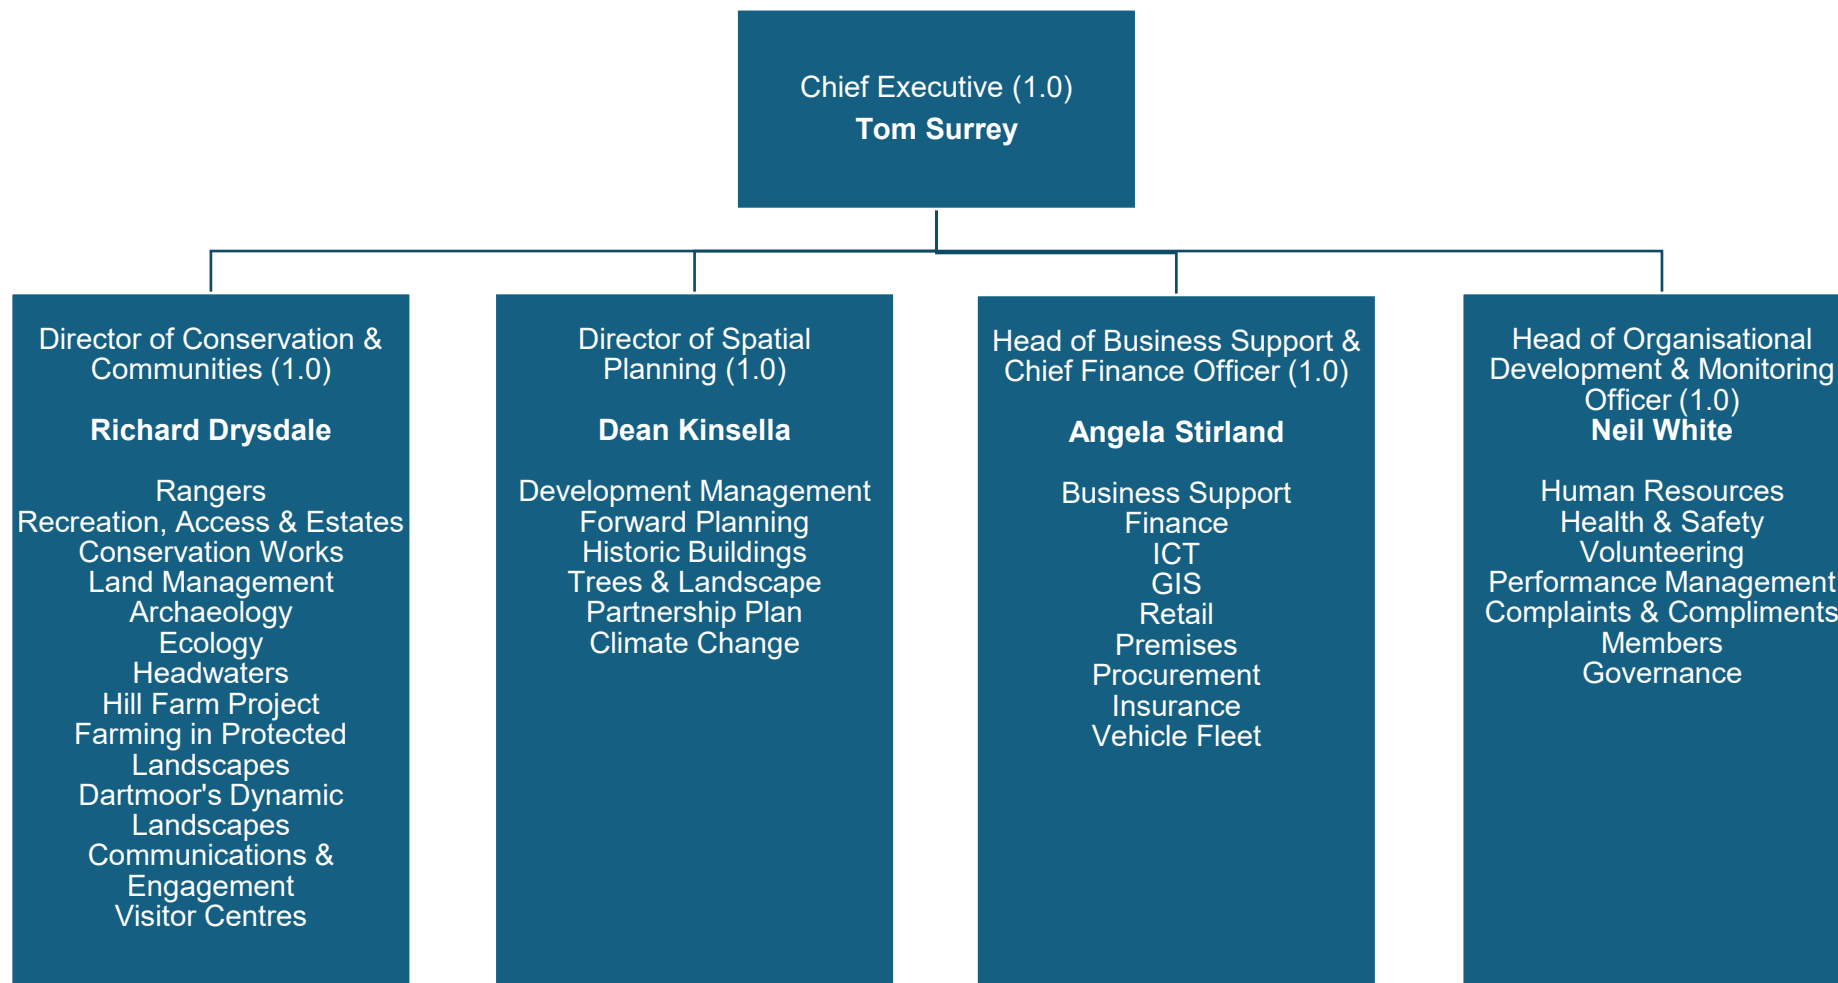 Chief Executive (1.0)
Tom Surrey
Director of Conservation &
Communities (1.0)
Richard Drysdale
Rangers
Recreation, Access & Estates
Conservation Works
Land Management
Archaeology
Ecology
Headwaters
Hill Farm Project
Farming in Protected
Landscapes
Dartmoor's Dynamic
Landscapes
Communications &
Engagement
Visitor Centres
Director of Spatial
Planning (1.0)
Dean Kinsella
Development Management
Forward Planning
Historic Buildings
Trees & Landscape
Partnership Plan
Climate Change
Head of Business Support &
Chief Finance Officer (1.0)
Angela Stirland
Business Support
Finance
ICT
GIS
Retail
Premises
Procurement
Insurance
Vehicle Fleet
Head of Organisational
Development & Monitoring
Officer (1.0)
Neil White
Human Resources
Health & Safety
Volunteering
Performance Management
Complaints & Compliments
Members
Governance